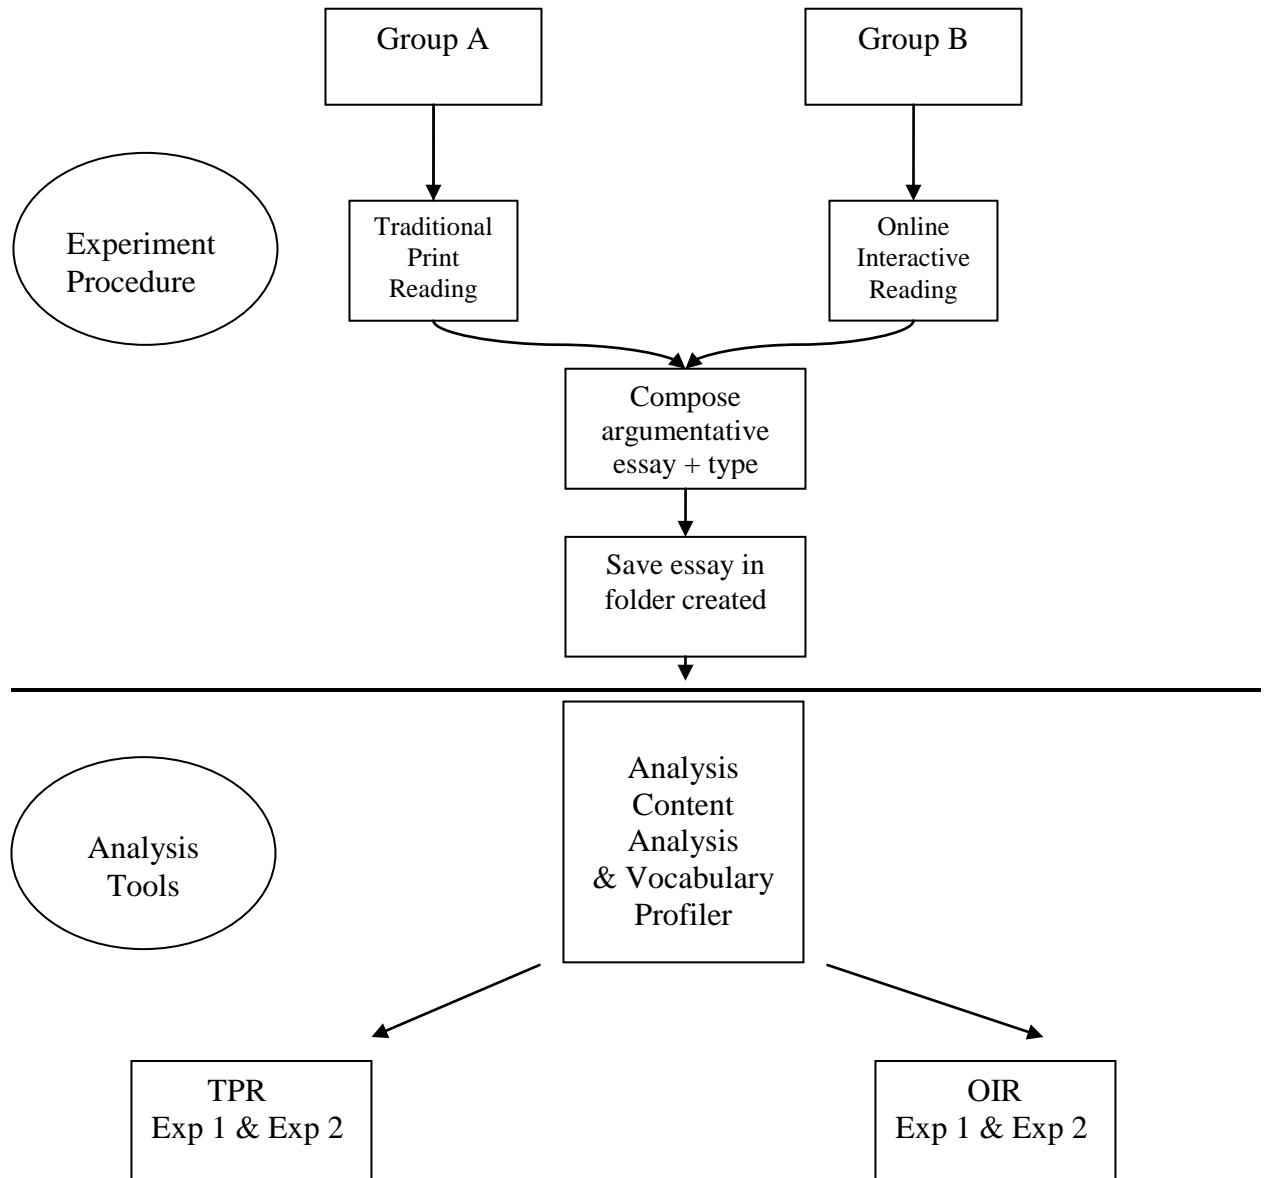 Group A
Group B
Experiment
Procedure
Traditional
Print
Reading
Online
Interactive
Reading
Compose
argumentative
essay + type
Save essay in
folder created
Analysis
Tools
Analysis
Content
Analysis
& Vocabulary
Profiler
TPR
Exp 1 & Exp 2
OIR
Exp 1 & Exp 2